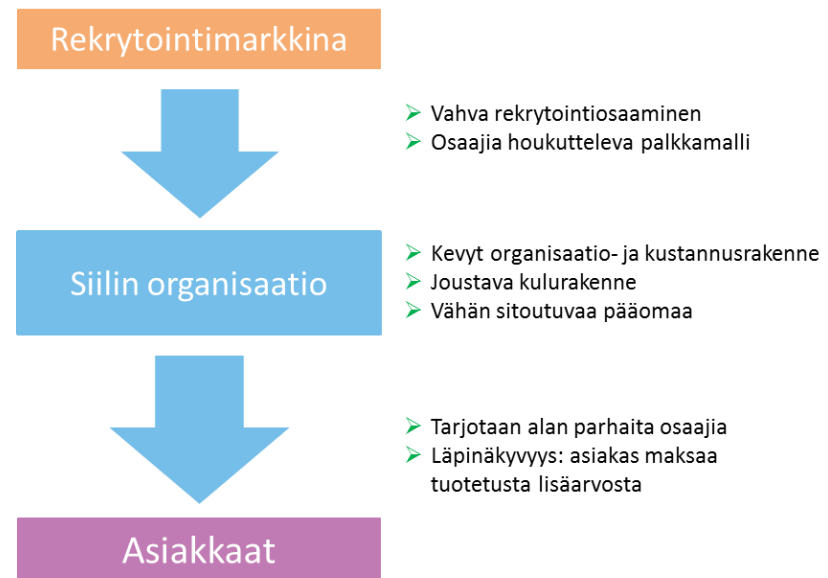 Rekrytointimarkkina
➢ Vahva rekrytointiosaaminen
➢ Osaajia houkutteleva palkkamalli
Siilin organisaatio
➢ Kevyt organisaatio- ja kustannusrakenne
➢ Joustava kulurakenne
➢ Vähän sitoutuvaa pääomaa
➢ Tarjotaan alan parhaita osaajia
➢ Läpinäkyvyys: asiakas maksaa
tuotetusta lisäarvosta
Asiakkaat